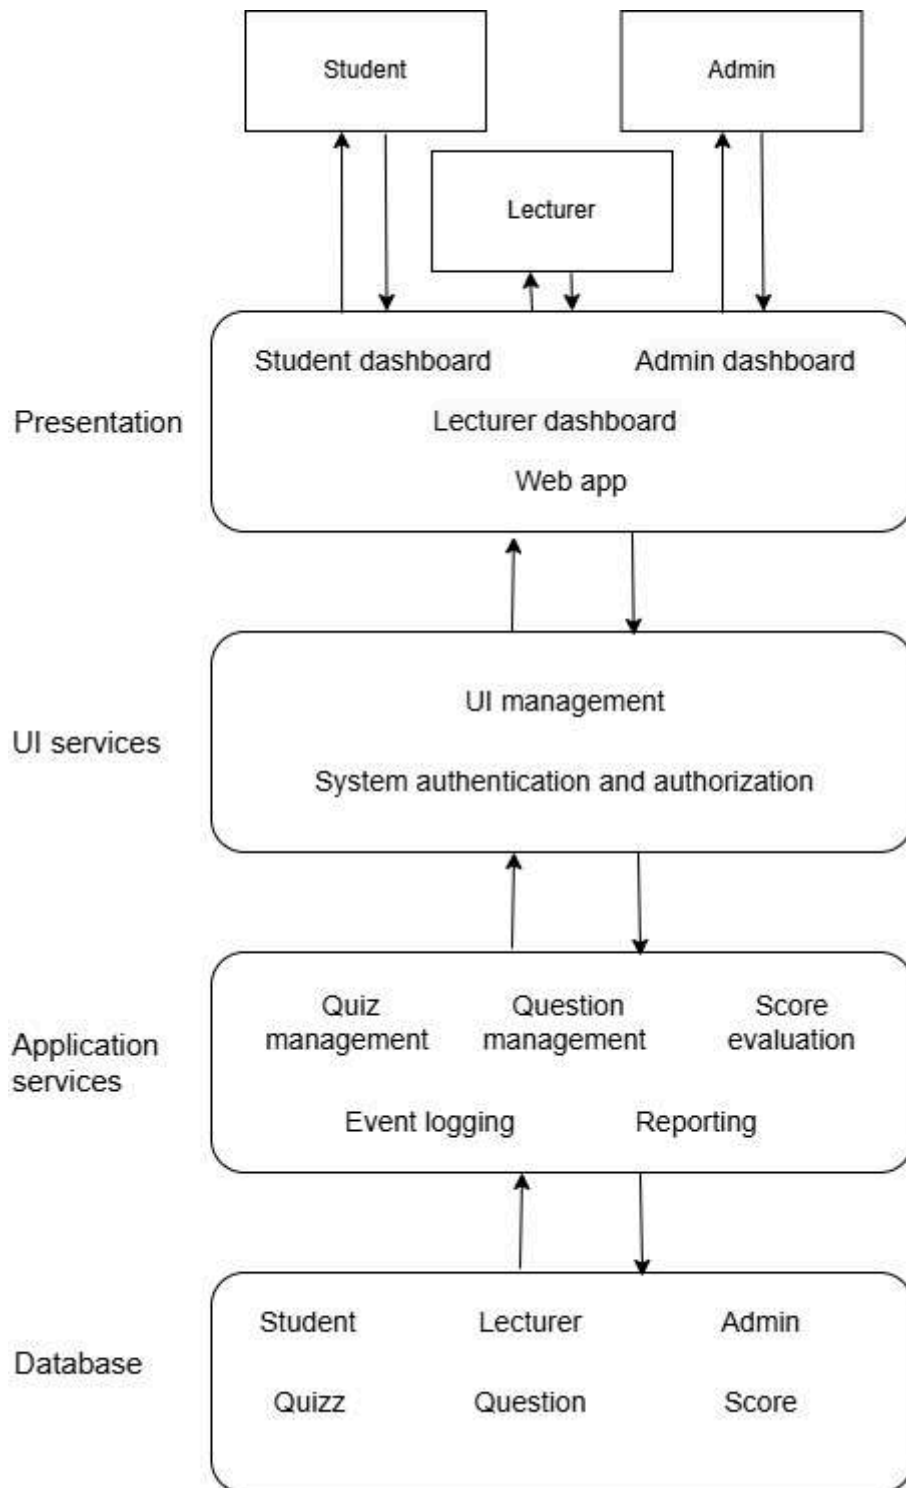 Student
Admin
Lecturer
Student dashboard
Admin dashboard
Presentation
Lecturer dashboard
Web app
UI management
UI services
System authentication and authorization
Quiz
management
Question
management
Score
evaluation
Application
services
Event logging
Reporting
Student
Lecturer
Admin
Database
Quizz
Question
Score